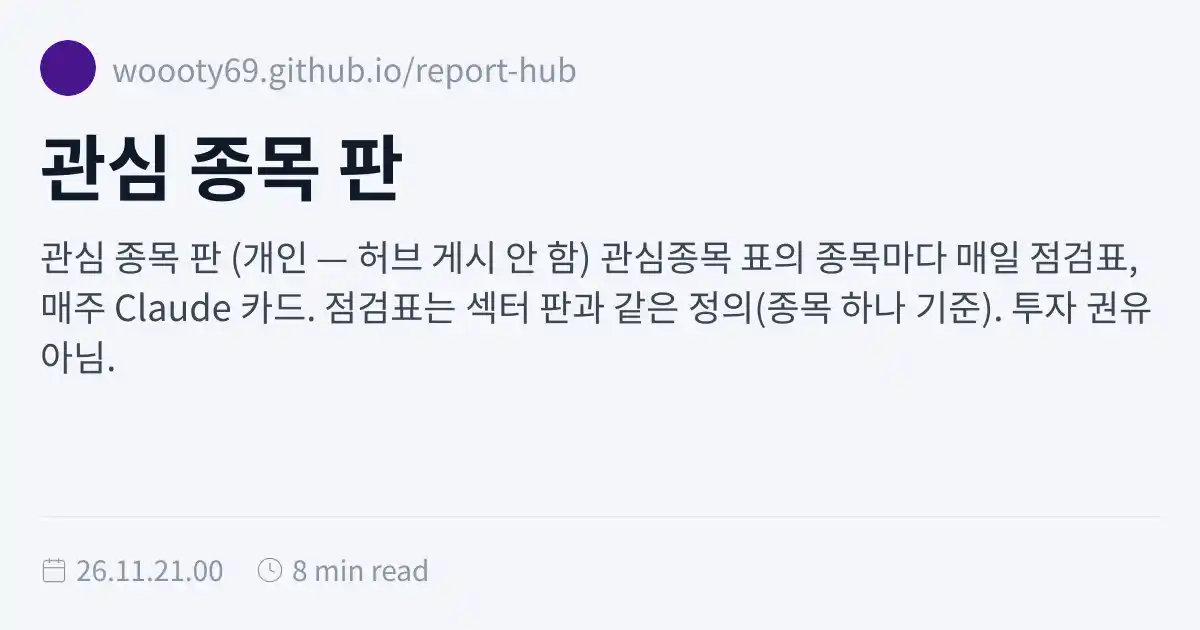 woooty69.github.io/report-hub
관심 종목 판
관심 종목 판 (개인 — 허브 게시 안 함) 관심종목 표의 종목마다 매일 점검표,
매주 Claude 카드. 점검표는 섹터 판과 같은 정의(종목 하나 기준). 투자 권유
아님.
26.11.21.00
8 min read